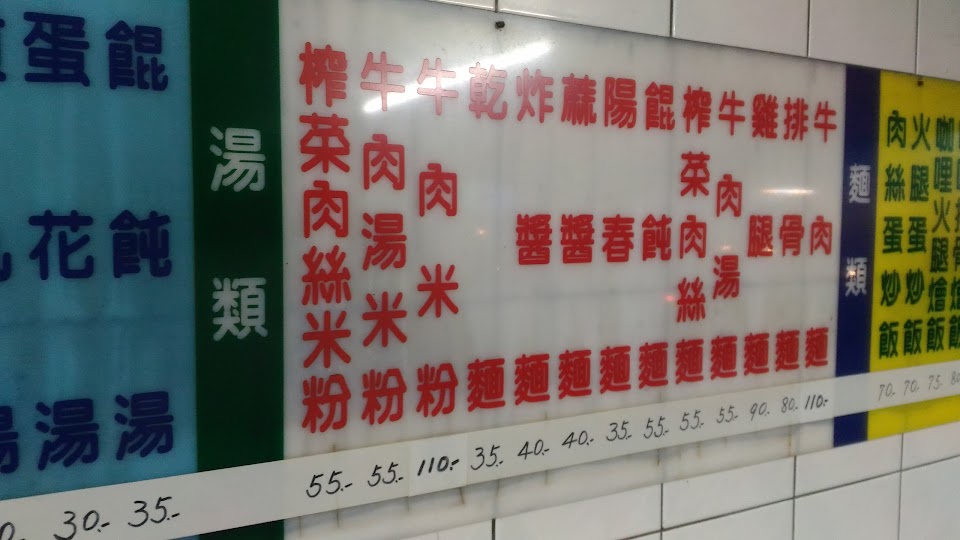 咖哩火腿燴飯
75.-
火腿蛋炒飯
70.-
肉絲蛋炒飯
70.-
麵類
牛肉麵
110.-
排骨麵
80.-
雞腿麵
90.-
牛肉湯麵
55.-
榨菜肉絲麵
55.-
餛飩麵
55.-
陽春麵
35.-
蔴醬麵
40.-
炸醬麵
40.-
乾麵
35.-
牛肉米粉
110.-
牛肉湯米粉
55.-
榨菜肉絲米粉
55.-
湯類
餛飩湯
35.-
蛋花湯
30.-
湯